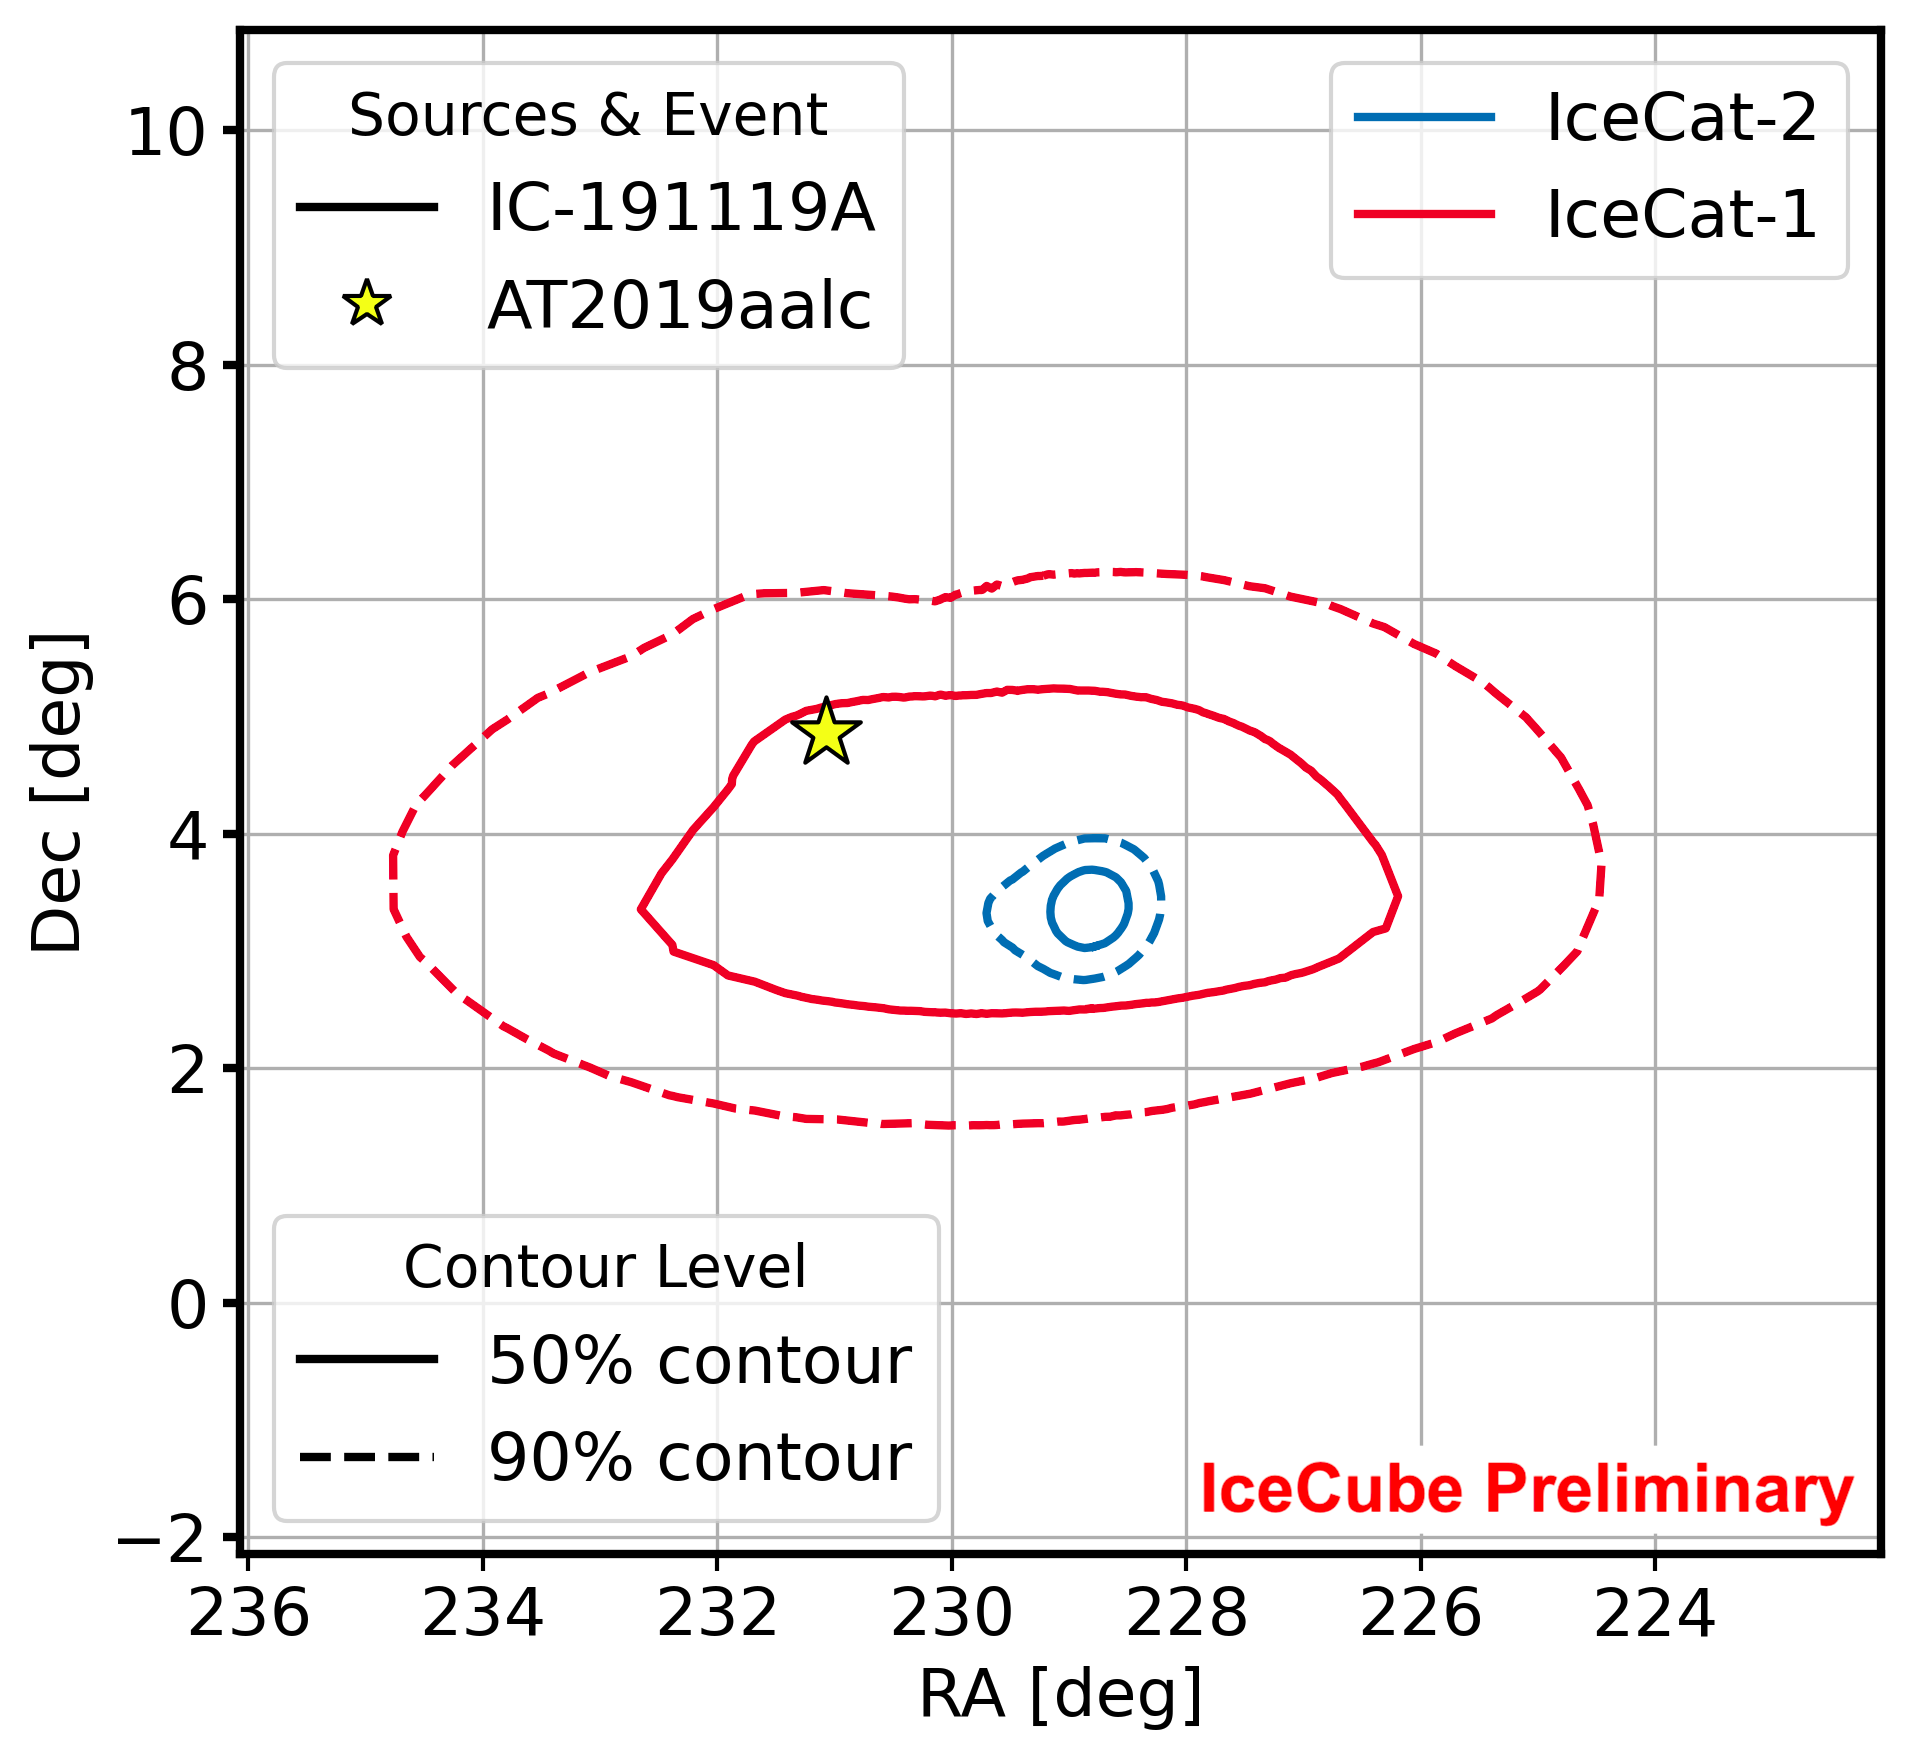 Sources & Event
IC-191119A
AT2019aalc
IceCat-2
IceCat-1
10
8
6
4
2
0
−2
Dec [deg]
Contour Level
50% contour
90% contour
IceCube Preliminary
236 234 232 230 228 226 224
RA [deg]